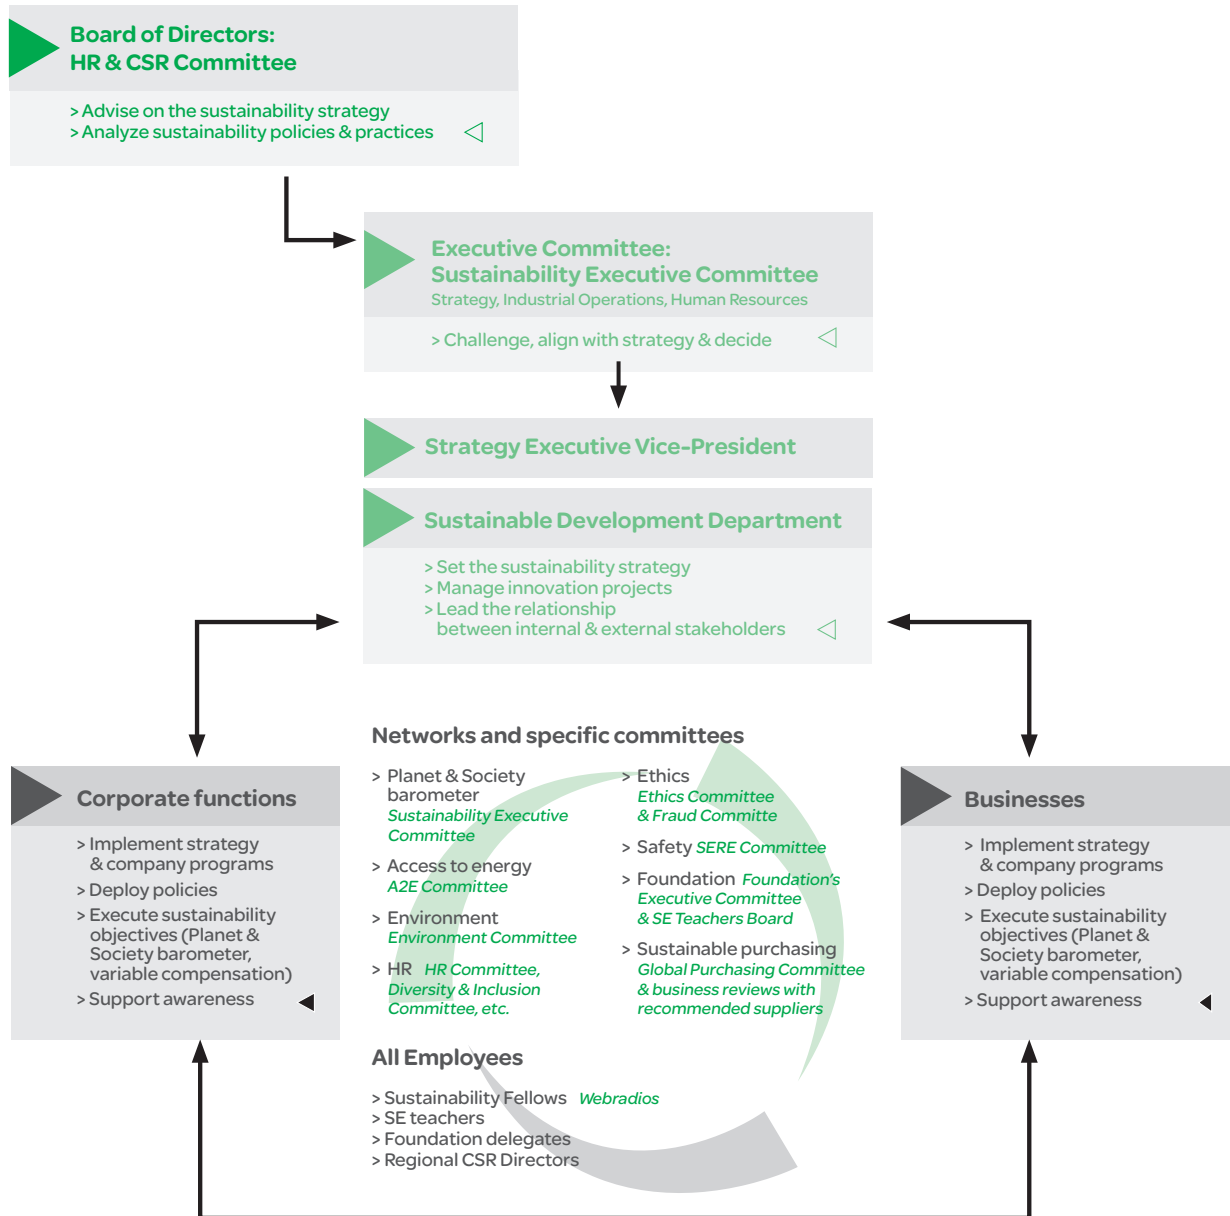 Board of Directors:
HR & CSR Committee
> Advise on the sustainability strategy
> Analyze sustainability policies & practices
Executive Committee:
Sustainability Executive Committee
Strategy, Industrial Operations, Human Resources
> Challenge, align with strategy & decide
Strategy Executive Vice-President
Sustainable Development Department
> Set the sustainability strategy
> Manage innovation projects
> Lead the relationship
between internal & external stakeholders
Corporate functions
> Implement strategy
& company programs
> Deploy policies
> Execute sustainability
objectives (Planet &
Society barometer,
variable compensation)
> Support awareness
Networks and specific committees
> Planet & Society
barometer
Sustainability Executive
Committee
> Access to energy
A2E Committee
> Environment
Environment Committee
> HR HR Committee,
Diversity & Inclusion
Committee, etc.
> Ethics
Ethics Committee
& Fraud Committe
> Safety SERE Committee
> Foundation Foundation's
Executive Committee
& SE Teachers Board
> Sustainable purchasing
Global Purchasing Committee
& business reviews with
recommended suppliers
All Employees
> Sustainability Fellows Webradios
> SE teachers
> Foundation delegates
> Regional CSR Directors
Businesses
> Implement strategy
& company programs
> Deploy policies
> Execute sustainability
objectives (Planet &
Society barometer,
variable compensation)
> Support awareness